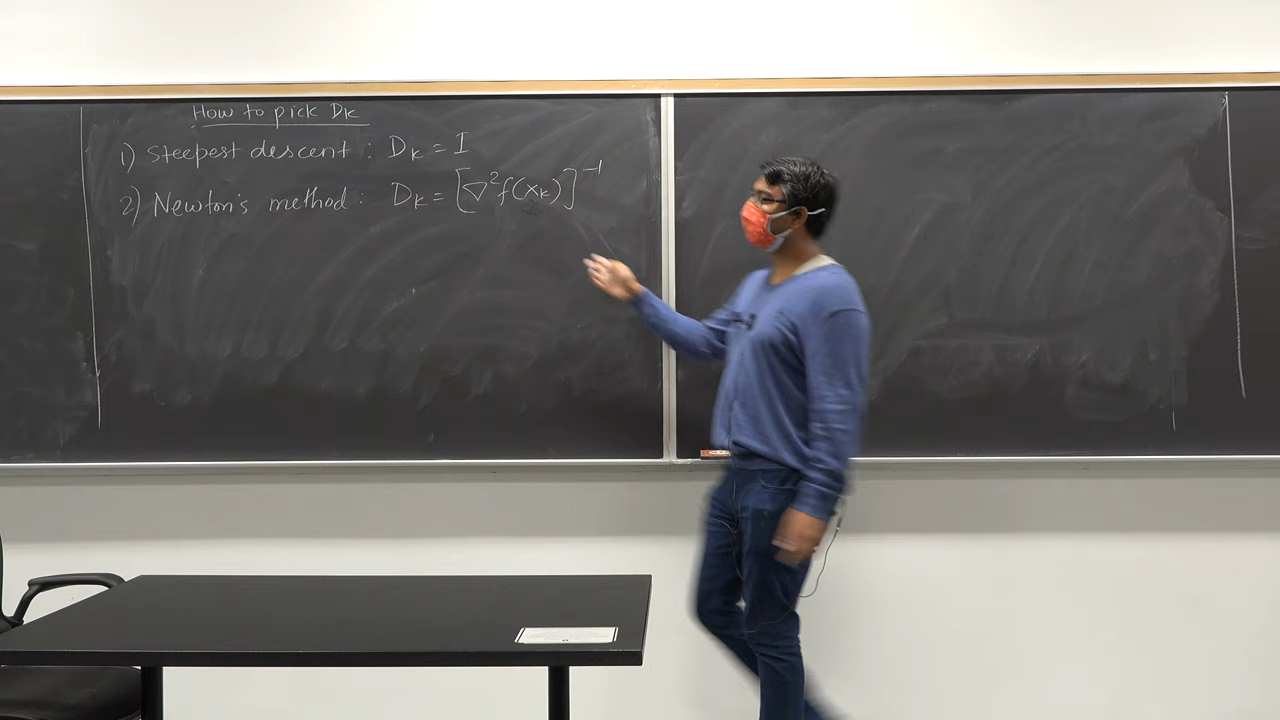 How to pick Dₖ
1) Steepest descent : Dₖ = I
2) Newton's method : Dₖ = [∇²f(xₖ)]⁻¹